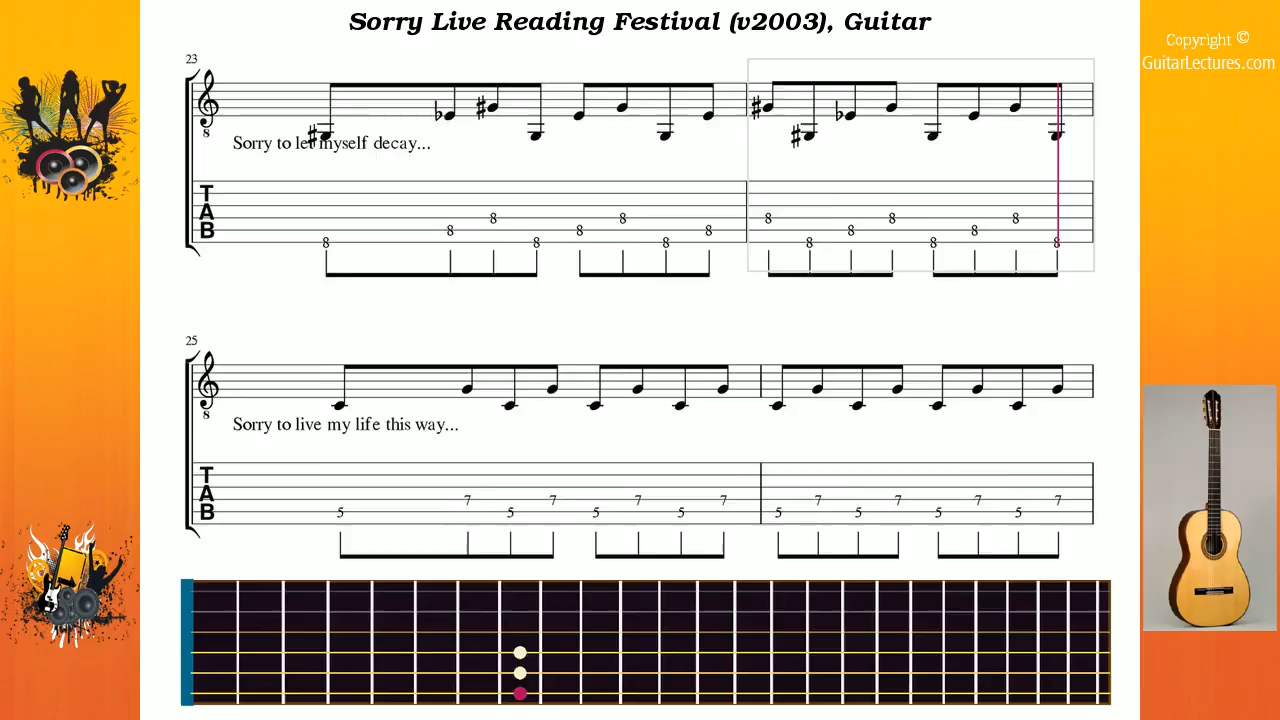 Sorry Live Reading Festival (v2003), Guitar
Copyright ©
GuitarLectures.com
23
8
Sorry to let myself decay...
T
A
B
8 8 8 8 8 8 8 8 8 8 8 8 8 8 8 8
25
8
Sorry to live my life this way...
T
A
B
5 7 5 7 5 7 5 7 5 7 5 7 5 7 5 7